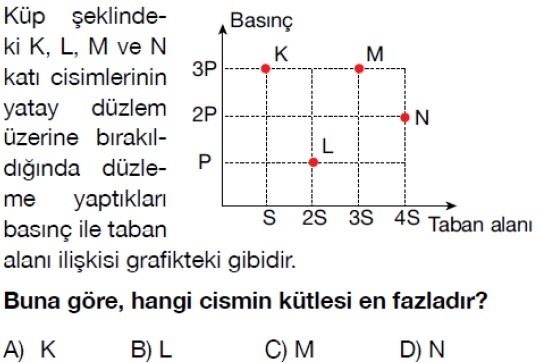 Küp şeklinde-
ki K, L, M ve N
katı cisimlerinin
yatay düzlem
üzerine bırakıl-
dığında düzle-
me yaptıkları
basınç ile taban
alanı ilişkisi grafikteki gibidir.
Basınç
3P
2P
P
K
M
N
L
S 2S 3S 4S Taban alanı
Buna göre, hangi cismin kütlesi en fazladır?
A) K B) L C) M D) N